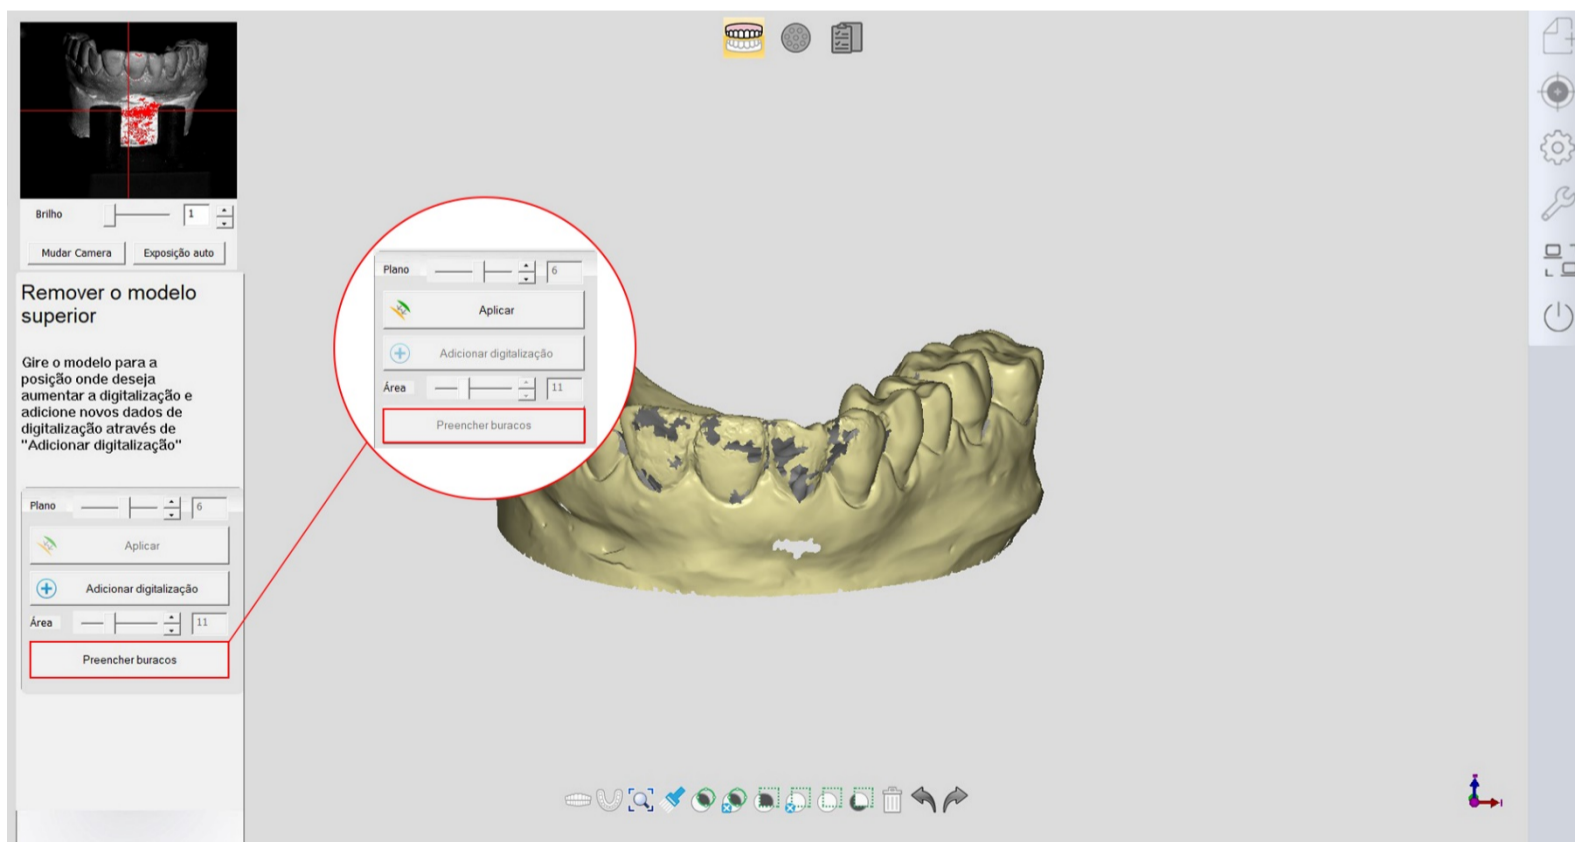 Brilho
1
Mudar Camera
Exposição auto
Remover o modelo
superior
Gire o modelo para a
posição onde deseja
aumentar a digitalização e
adicione novos dados de
digitalização através de
"Adicionar digitalização"
Plano
6
Aplicar
Adicionar digitalização
Área
11
Preencher buracos
Plano
6
Aplicar
Adicionar digitalização
Área
11
Preencher buracos